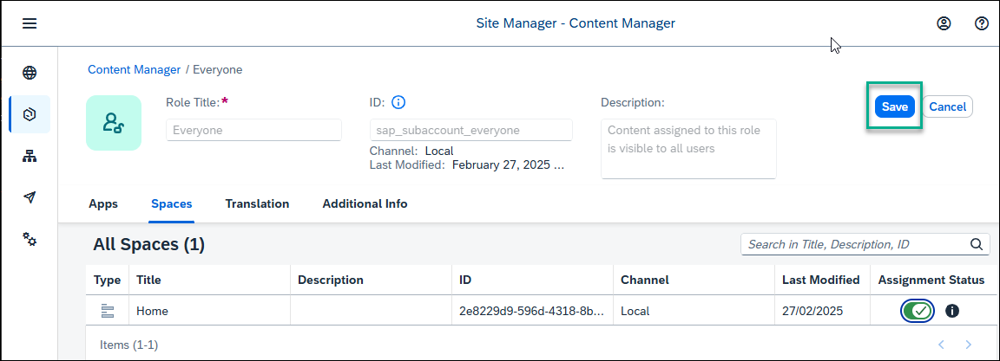 Site Manager - Content Manager
Content Manager / Everyone
Role Title:*
Everyone
ID:
sap_subaccount_everyone
Channel: Local
Last Modified: February 27, 2025 ...
Description:
Content assigned to this role
is visible to all users
Save
Cancel
Apps
Spaces
Translation
Additional Info
All Spaces (1)
Search in Title, Description, ID
Type Title Description ID Channel Last Modified Assignment Status
Home 2e8229d9-596d-4318-8b... Local 27/02/2025
Items (1-1)